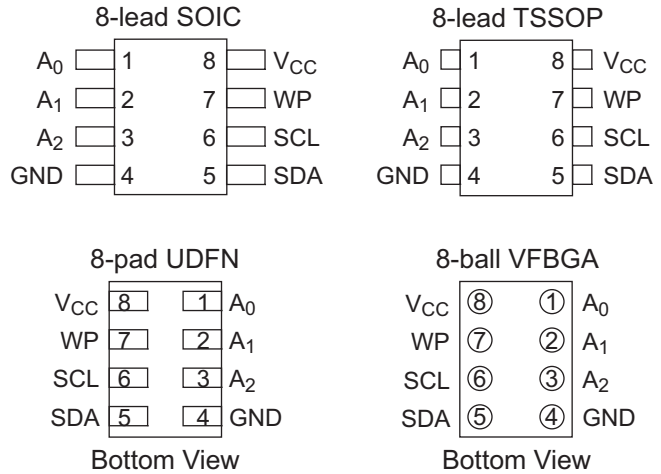 8-lead SOIC
A0 1 8 VCC
A1 2 7 WP
A2 3 6 SCL
GND 4 5 SDA
8-lead TSSOP
A0 1 8 VCC
A1 2 7 WP
A2 3 6 SCL
GND 4 5 SDA
8-pad UDFN
VCC 8 1 A0
WP 7 2 A1
SCL 6 3 A2
SDA 5 4 GND
Bottom View
8-ball VFBGA
VCC 8 1 A0
WP 7 2 A1
SCL 6 3 A2
SDA 5 4 GND
Bottom View